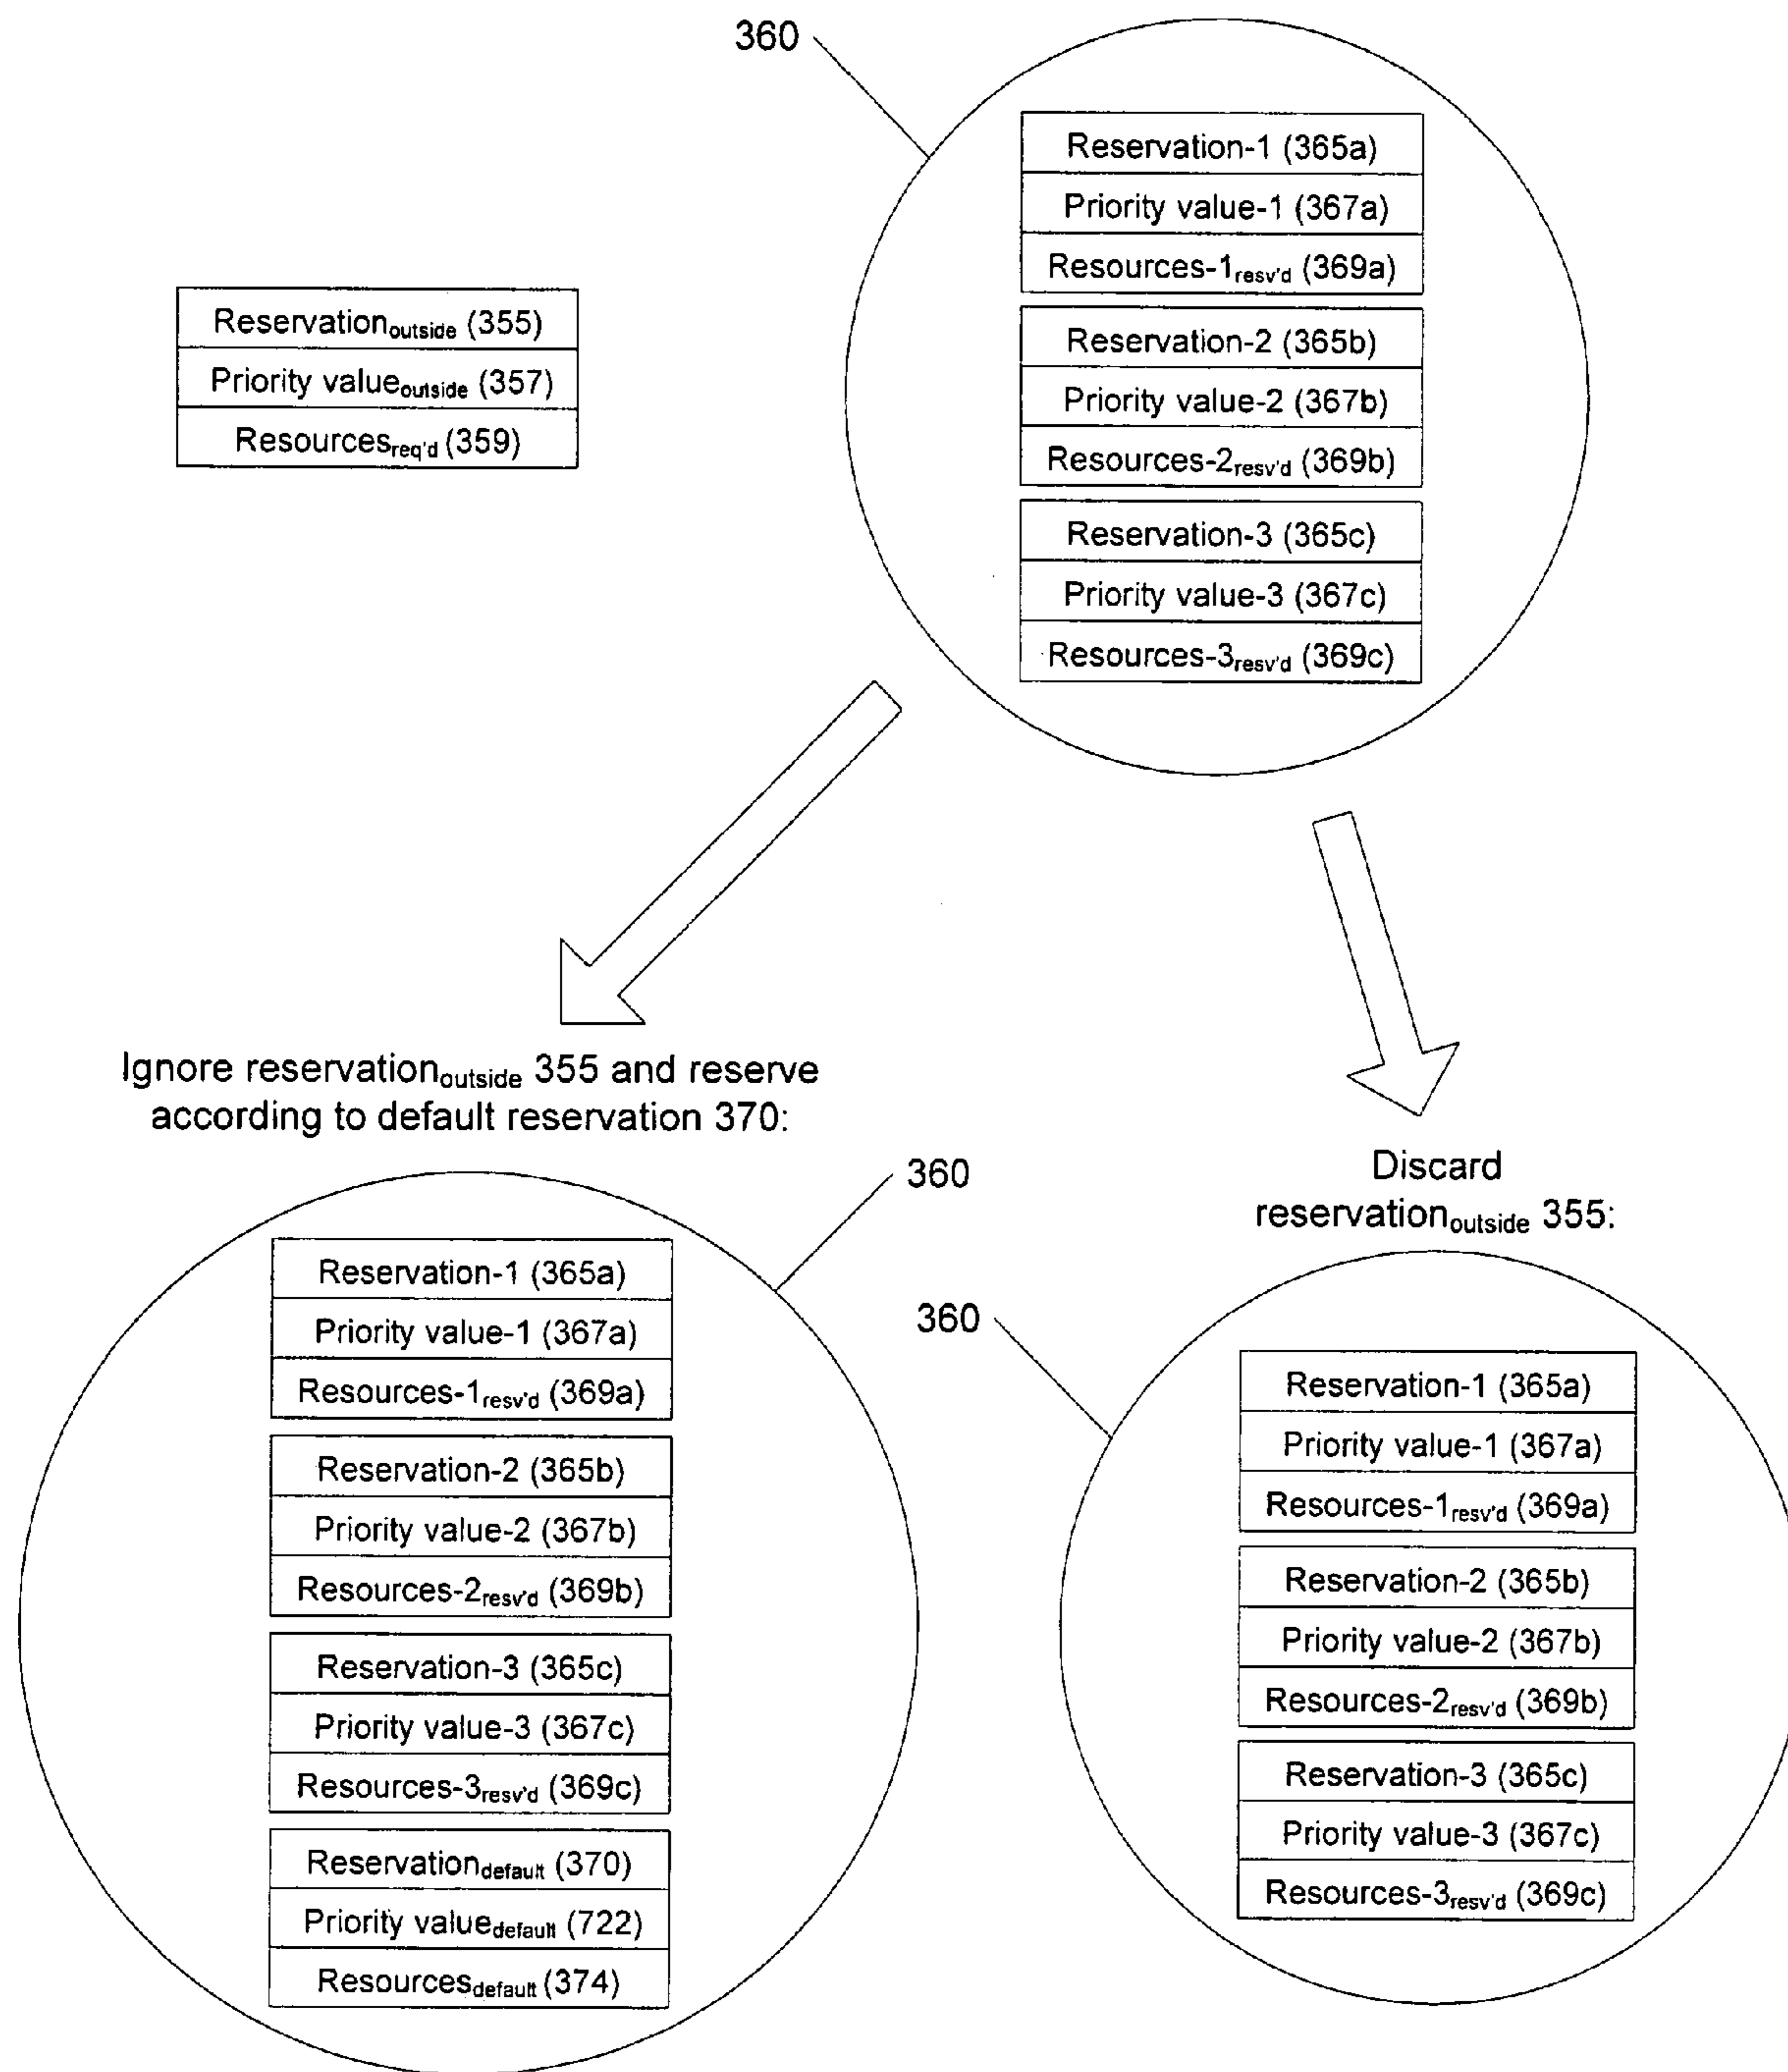 360
Reservation-1 (365a)
Priority value-1 (367a)
Resources-1resv'd (369a)
Reservation-2 (365b)
Priority value-2 (367b)
Resources-2resv'd (369b)
Reservation-3 (365c)
Priority value-3 (367c)
Resources-3resv'd (369c)
Reservationoutside (355)
Priority valueoutside (357)
Resourcesreq'd (359)
Ignore reservationoutside 355 and reserve
according to default reservation 370:
360
Reservation-1 (365a)
Priority value-1 (367a)
Resources-1resv'd (369a)
Reservation-2 (365b)
Priority value-2 (367b)
Resources-2resv'd (369b)
Reservation-3 (365c)
Priority value-3 (367c)
Resources-3resv'd (369c)
Reservationdefault (370)
Priority valuedefault (722)
Resourcesdefault (374)
Discard
reservationoutside 355:
360
Reservation-1 (365a)
Priority value-1 (367a)
Resources-1resv'd (369a)
Reservation-2 (365b)
Priority value-2 (367b)
Resources-2resv'd (369b)
Reservation-3 (365c)
Priority value-3 (367c)
Resources-3resv'd (369c)